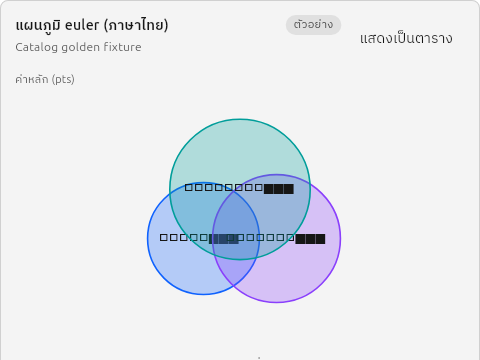 แผนภูมิ euler (ภาษาไทย)
ตัวอย่าง
แสดงเป็นตาราง
Catalog golden fixture
ค่าหลัก (pts)